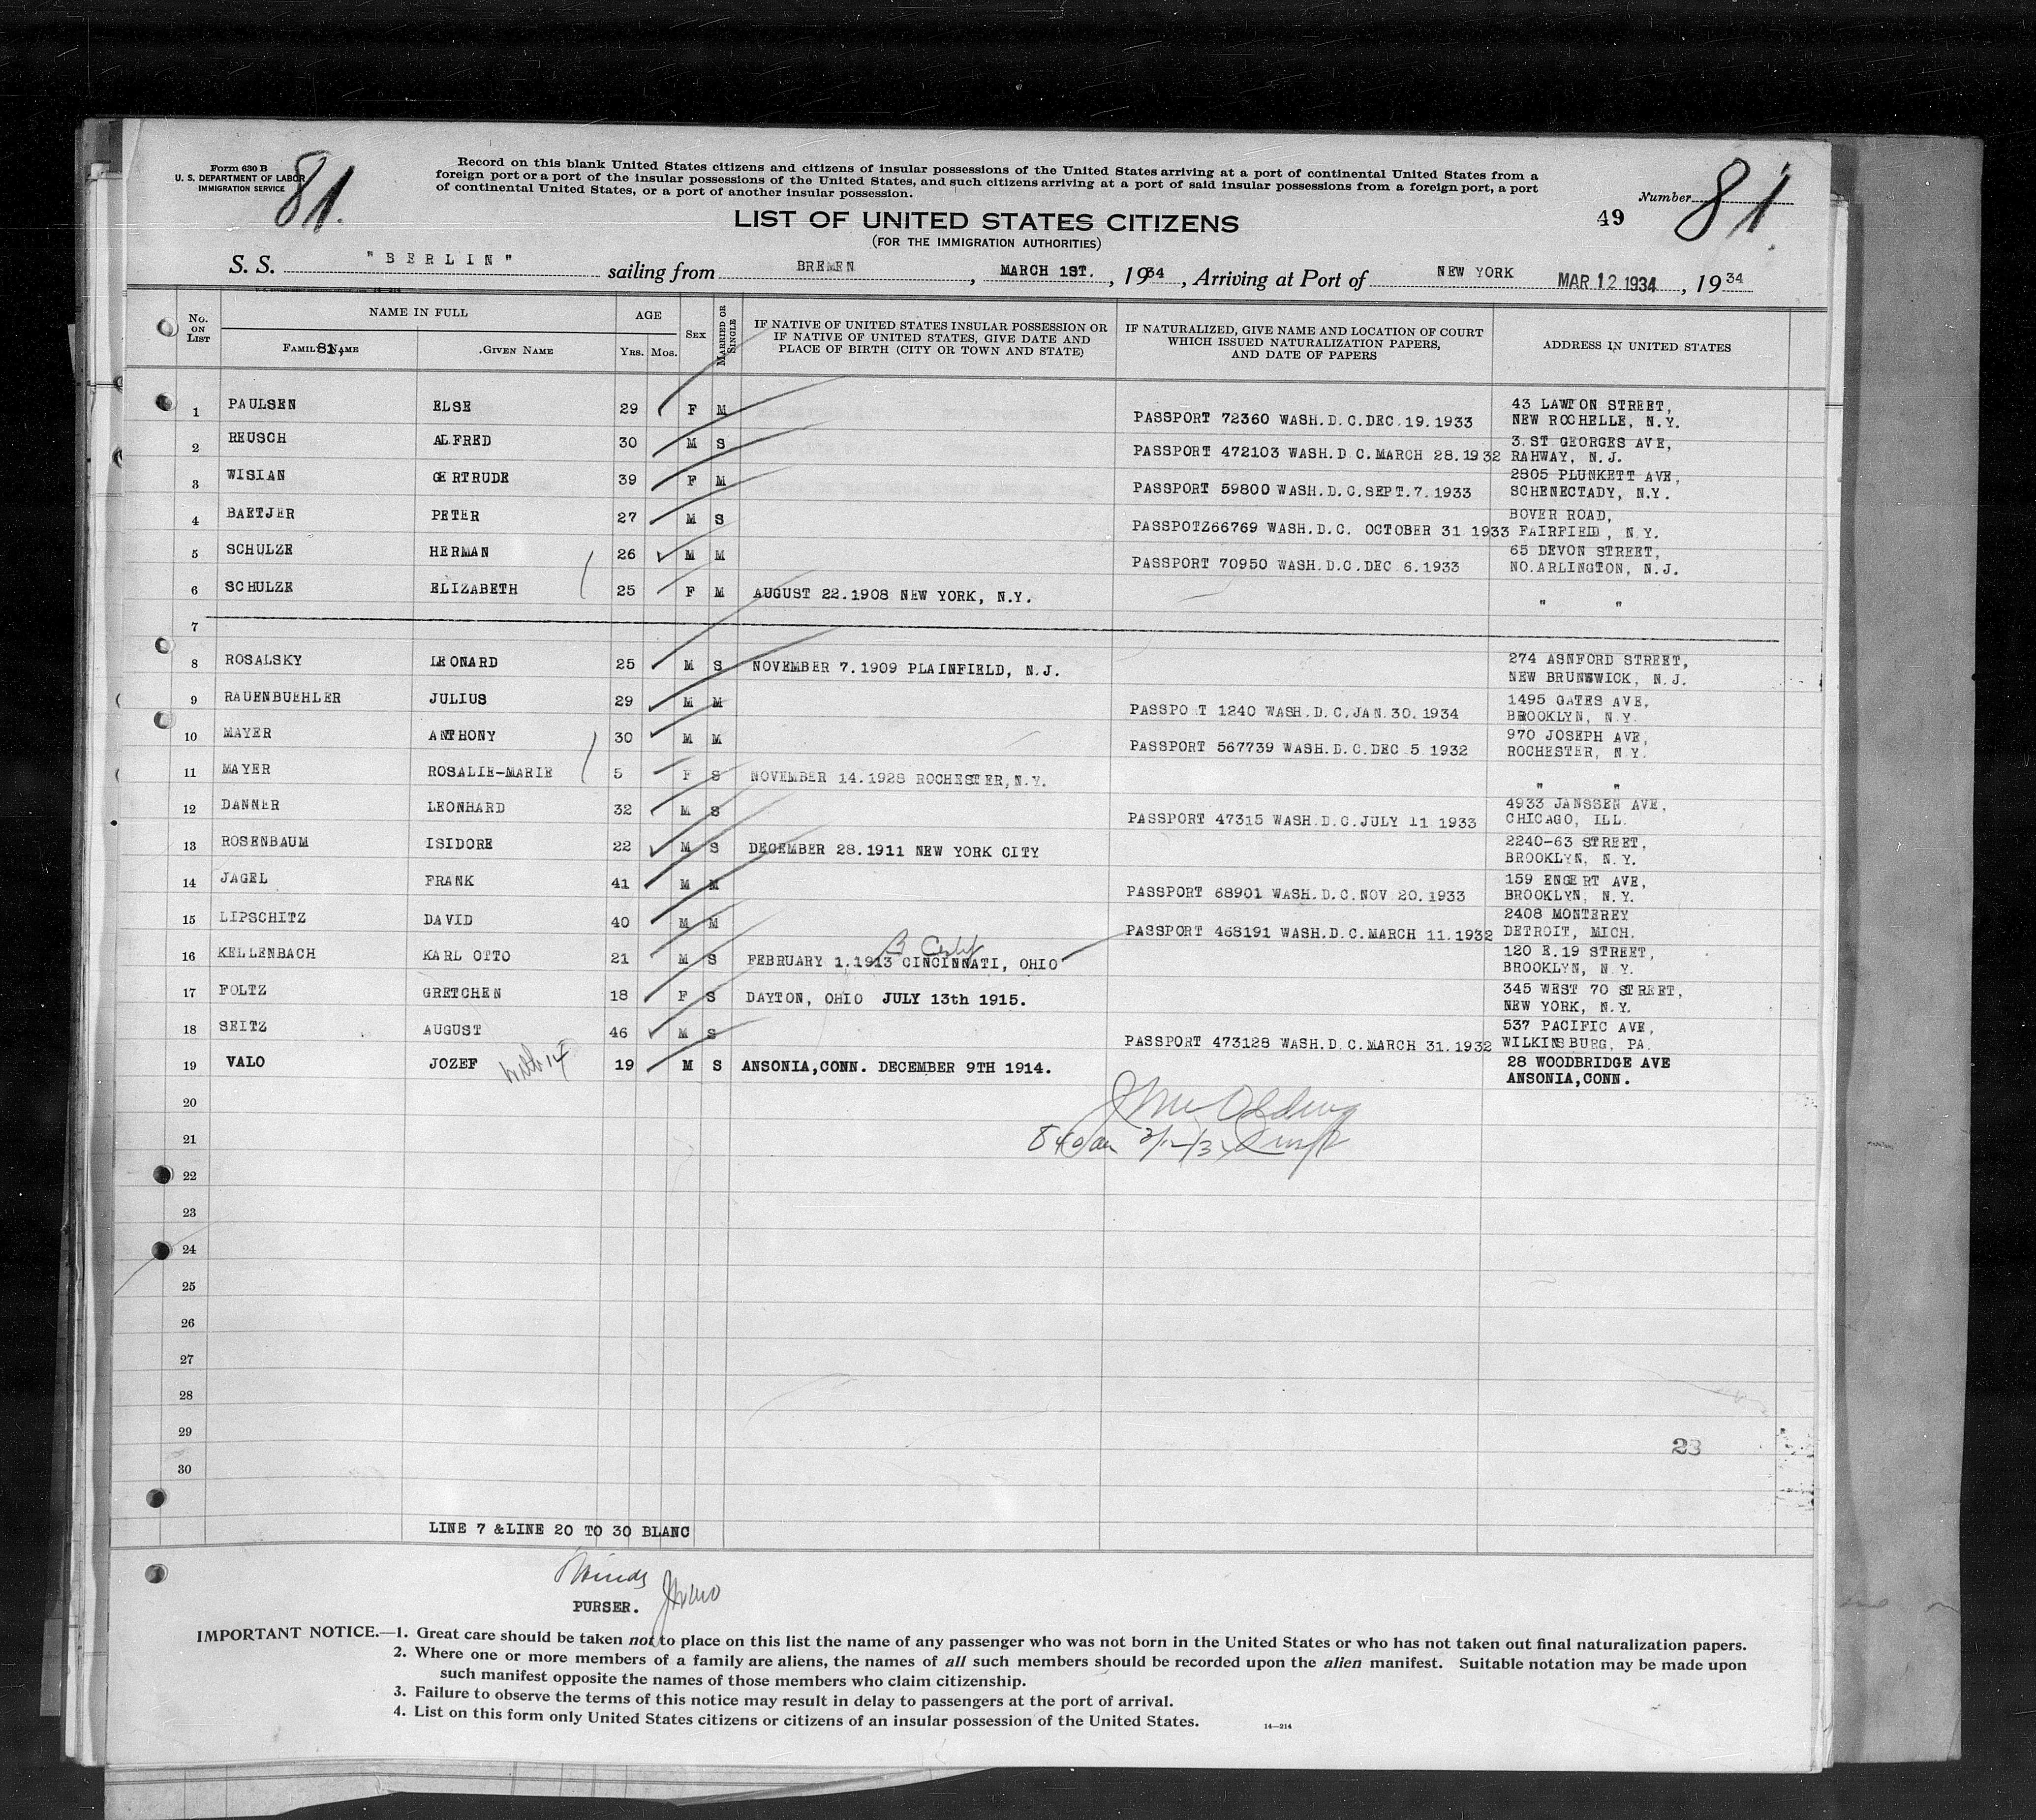 Form 630 B
U. S. DEPARTMENT OF LABOR
IMMIGRATION SERVICE
81.
Record on this blank United States citizens and citizens of insular possessions of the United States arriving at a port of continental United States from a
foreign port or a port of the insular possessions of the United States, and such citizens arriving at a port of said insular possessions from a foreign port, a port
of continental United States, or a port of another insular possession.
Number 81
49
LIST OF UNITED STATES CITIZENS
(FOR THE IMMIGRATION AUTHORITIES)
S. S. "BERLIN" sailing from BREMEN, MARCH 1ST., 1934, Arriving at Port of NEW YORK MAR 12 1934, 1934
No. ON LIST
NAME IN FULL
FAMILY NAME
81.
GIVEN NAME
AGE
YRS. MOS.
SEX
MARRIED OR SINGLE
IF NATIVE OF UNITED STATES INSULAR POSSESSION OR
IF NATIVE OF UNITED STATES, GIVE DATE AND
PLACE OF BIRTH (CITY OR TOWN AND STATE)
IF NATURALIZED, GIVE NAME AND LOCATION OF COURT
WHICH ISSUED NATURALIZATION PAPERS,
AND DATE OF PAPERS
ADDRESS IN UNITED STATES
1 PAULSEN ELSE 29 F M PASSPORT 72360 WASH.D.C.DEC.19.1933 43 LAWTON STREET,
NEW ROCHELLE, N.Y.
2 REUSCH ALFRED 30 M S PASSPORT 472103 WASH.D.C.MARCH 28.1932 3.ST GEORGES AVE,
RAHWAY, N.J.
3 WISIAN GERTRUDE 39 F M PASSPORT 59800 WASH.D.C.SEPT.7.1933 2805 PLUNKETT AVE,
SCHENECTADY, N.Y.
4 BAETJER PETER 27 M S PASSPOTZ66769 WASH.D.C. OCTOBER 31 1933 BOVER ROAD,
FAIRFIELD, N.Y.
5 SCHULZE HERMAN 26 M M PASSPORT 70950 WASH.D.C.DEC 6.1933 65 DEVON STREET,
NO.ARLINGTON, N.J.
6 SCHULZE ELIZABETH 25 F M AUGUST 22.1908 NEW YORK, N.Y. " "
7
8 ROSALSKY LEONARD 25 M S NOVEMBER 7.1909 PLAINFIELD, N.J. 274 ASNFORD STREET,
NEW BRUNSWICK, N.J.
9 RAUENBUEHLER JULIUS 29 M M PASSPO T 1240 WASH.D.C.JAN.30.1934 1495 GATES AVE,
BROOKLYN, N.Y.
10 MAYER ANTHONY 30 M M PASSPORT 567739 WASH.D.C.DEC 5.1932 970 JOSEPH AVE,
ROCHESTER, N.Y.
11 MAYER ROSALIE-MARIE 5 F S NOVEMBER 14.1928 ROCHESTER,N.Y. " "
12 DANNER LEONHARD 32 M S PASSPORT 47315 WASH.D.C.JULY 11 1933 4933 JANSSEN AVE,
CHICAGO, ILL.
13 ROSENBAUM ISIDORE 22 M S DECEMBER 28.1911 NEW YORK CITY 2240-63 STREET,
BROOKLYN, N.Y.
14 JAGEL FRANK 41 M M PASSPORT 68901 WASH.D.C.NOV 20.1933 159 ENGERT AVE,
BROOKLYN, N.Y.
15 LIPSCHITZ DAVID 40 M M PASSPORT 468191 WASH.D.C.MARCH 11.1932 2408 MONTEREY
DETROIT, MICH.
16 KELLENBACH KARL OTTO 21 M S FEBRUARY 1.1913 CINCINNATI, OHIO 120 E.19 STREET,
BROOKLYN, N.Y.
17 FOLTZ GRETCHEN 18 F S DAYTON, OHIO JULY 13th 1915. 345 WEST 70 STREET,
NEW YORK, N.Y.
18 SEITZ AUGUST 46 M S PASSPORT 473128 WASH.D.C.MARCH 31.1932 537 PACIFIC AVE,
WILKINSBURG, PA.
19 VALO JOZEF 19 M S ANSONIA,CONN. DECEMBER 9TH 1914. 28 WOODBRIDGE AVE
ANSONIA,CONN.
20
21
22
23
24
25
26
27
28
29
23
30
LINE 7 &LINE 20 TO 30 BLANC
PURSER.
IMPORTANT NOTICE.—1. Great care should be taken not to place on this list the name of any passenger who was not born in the United States or who has not taken out final naturalization papers.
2. Where one or more members of a family are aliens, the names of all such members should be recorded upon the alien manifest. Suitable notation may be made upon
such manifest opposite the names of those members who claim citizenship.
3. Failure to observe the terms of this notice may result in delay to passengers at the port of arrival.
4. List on this form only United States citizens or citizens of an insular possession of the United States.
14—214